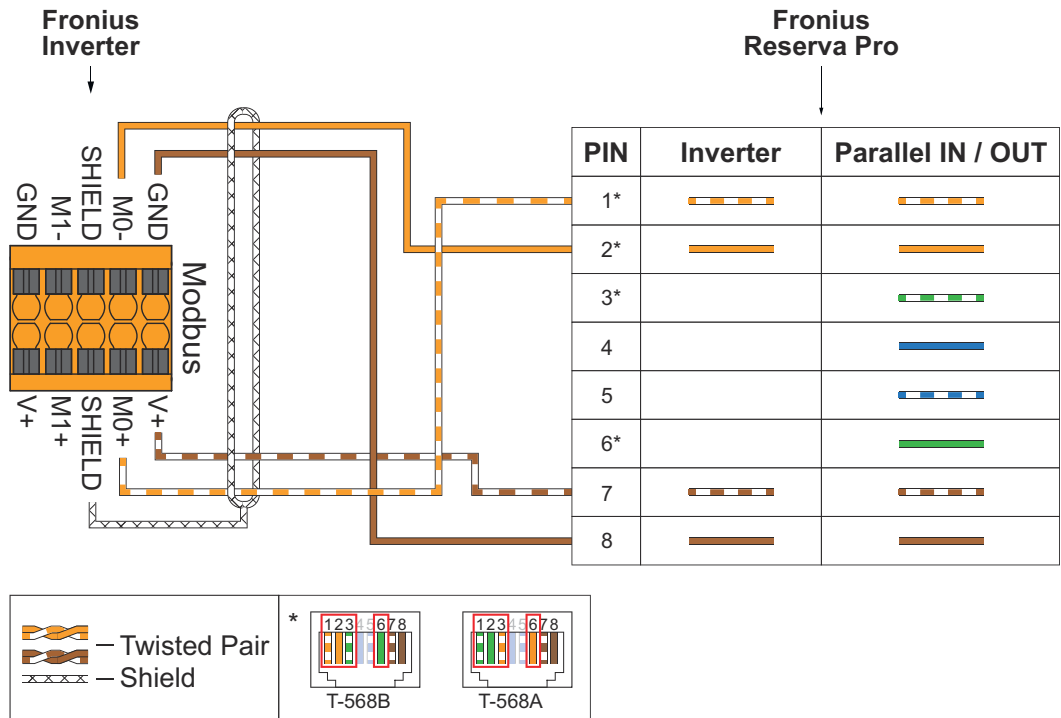 Fronius
Inverter
Fronius
Reserva Pro
GND
M1-
SHIELD
M0-
GND
Modbus
V+
M1+
SHIELD
M0+
V+
PIN Inverter Parallel IN / OUT
1*
2*
3*
4
5
6*
7
8
Twisted Pair
Shield
*
12345678
T-568B
12345678
T-568A